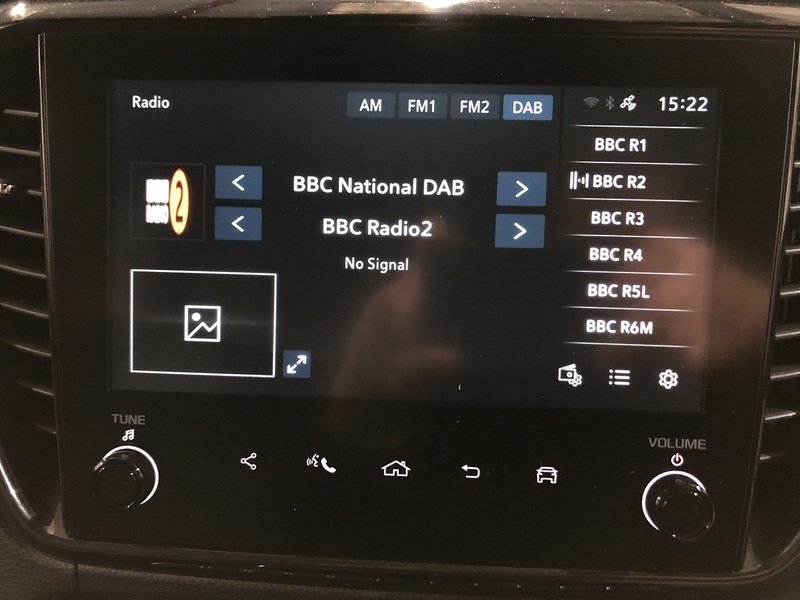 Radio
AM FM1 FM2 DAB
15:22
BBC National DAB
BBC Radio2
No Signal
2
BBC R1
BBC R2
BBC R3
BBC R4
BBC R5L
BBC R6M
TUNE
VOLUME